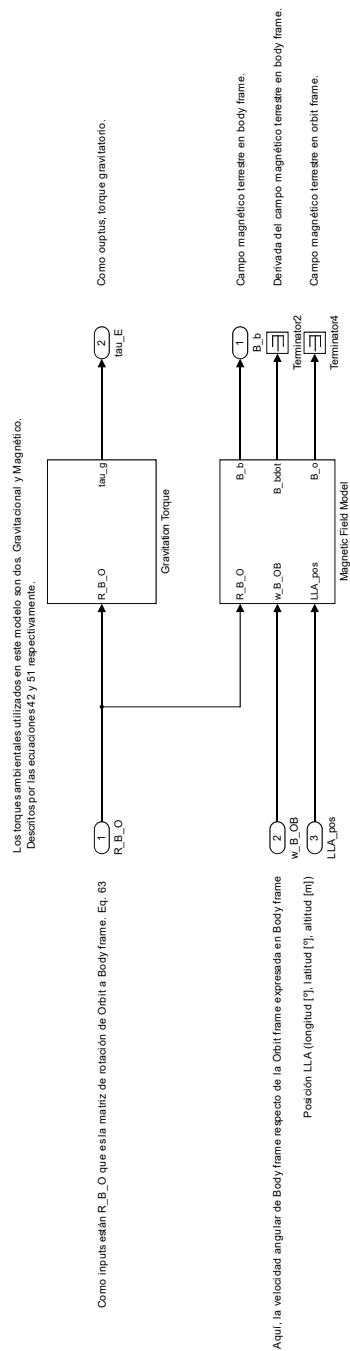 Los torques ambientales utilizados en este modelo son dos. Gravitacional y Magnético.
Descritos por las ecuaciones 42 y 51 respectivamente.
Como inputs están R_B_O que es la matriz de rotación de Orbit a Body frame. Eq. 63
1
R_B_O
R_B_O
tau_g
Gravitation Torque
2
tau_E
Como ouptus, torque gravitatorio.
Aquí, la velocidad angular de Body frame respecto de la Orbit frame expresada en Body frame
2
w_B_OB
Posición LLA (longitud [º], latitud [º], altitud [m])
3
LLA_pos
R_B_O
w_B_OB
LLA_pos
B_b
B_bdot
B_o
Magnetic Field Model
1
B_b
Campo magnético terrestre en body frame.
Terminator2
Derivada del campo magnético terrestre en body frame.
Terminator4
Campo magnético terrestre en orbit frame.